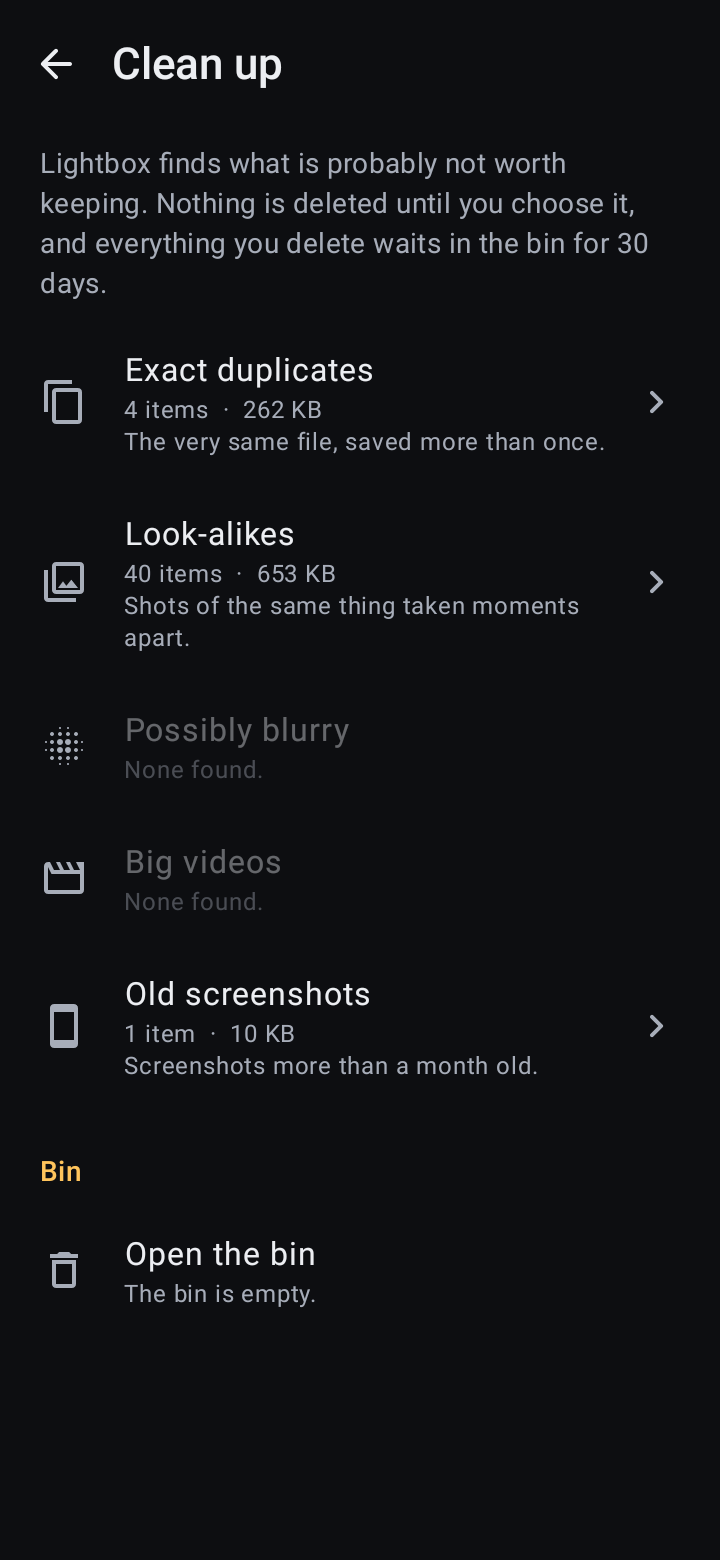 Clean up
Lightbox finds what is probably not worth
keeping. Nothing is deleted until you choose it,
and everything you delete waits in the bin for 30
days.
Exact duplicates
4 items · 262 KB
The very same file, saved more than once.
Look-alikes
40 items · 653 KB
Shots of the same thing taken moments
apart.
Possibly blurry
None found.
Big videos
None found.
Old screenshots
1 item · 10 KB
Screenshots more than a month old.
Bin
Open the bin
The bin is empty.